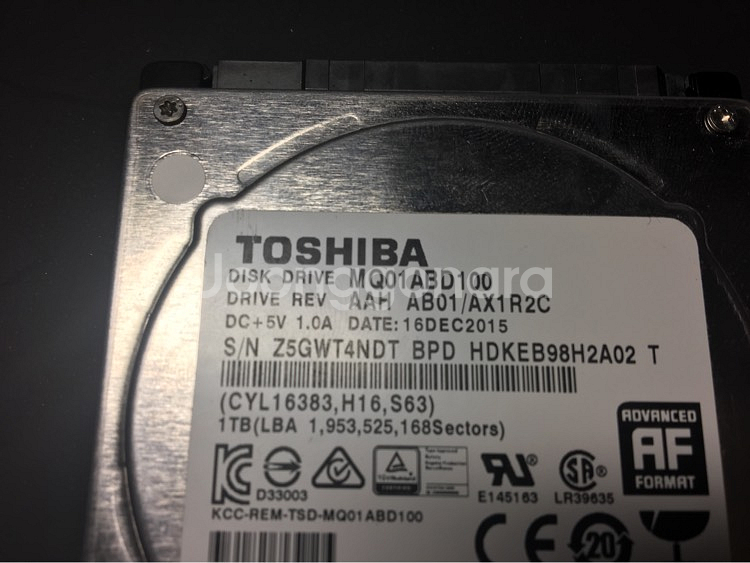 TOSHIBA
DISK DRIVE MQ01ABD100
Joonggonara
DRIVE REV AAH AB01/AX1R2C
DC+5V 1.0A DATE:16DEC2015
S/N Z5GWT4NDT BPD HDKEB98H2A02 T
(CYL16383,H16,S63)
1TB(LBA 1,953,525,168Sectors)
ADVANCED
AF
FORMAT
D33003
E145163
LR39635
KCC-REM-TSD-MQ01ABD100
CE
20